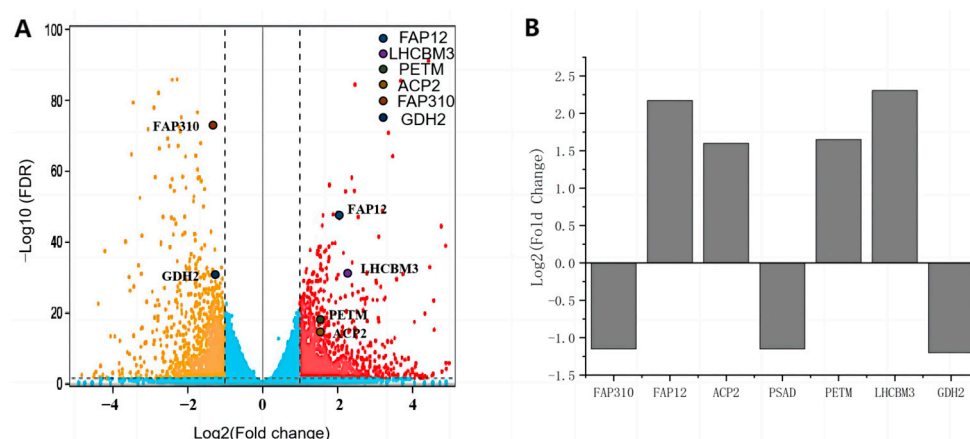 A
100
80
60
40
20
0
−Log10 (FDR)
−4
−2
0
2
4
Log2(Fold change)
FAP12
LHCBM3
PETM
ACP2
FAP310
GDH2
FAP310
FAP12
GDH2
LHCBM3
PETM
ACP2
B
2.5
2.0
1.5
1.0
0.5
0.0
−0.5
−1.0
−1.5
Log2(Fold Change)
FAP310 FAP12 ACP2 PSAD PETM LHCBM3 GDH2